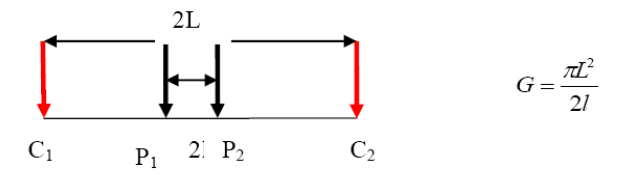 2L
G = πL² / 2l
C₁ P₁ 2l P₂ C₂